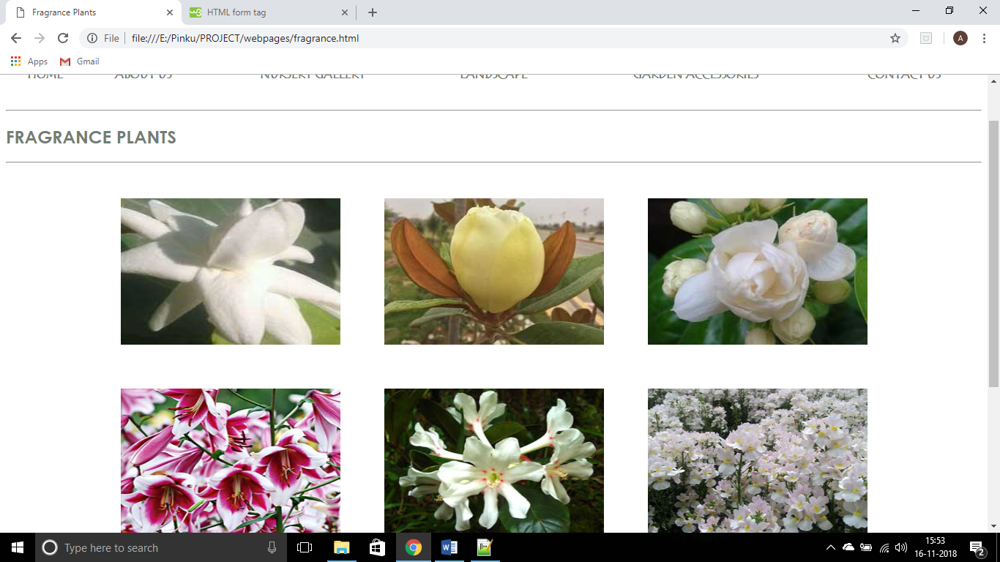 Fragrance Plants
HTML form tag
File file:///E:/Pinku/PROJECT/webpages/fragrance.html
A
Apps Gmail
HOME ABOUT US NURSERY GALLERY LANDSCAPE GARDEN ACCESSORIES CONTACT US
FRAGRANCE PLANTS
Type here to search
15:53
16-11-2018
2